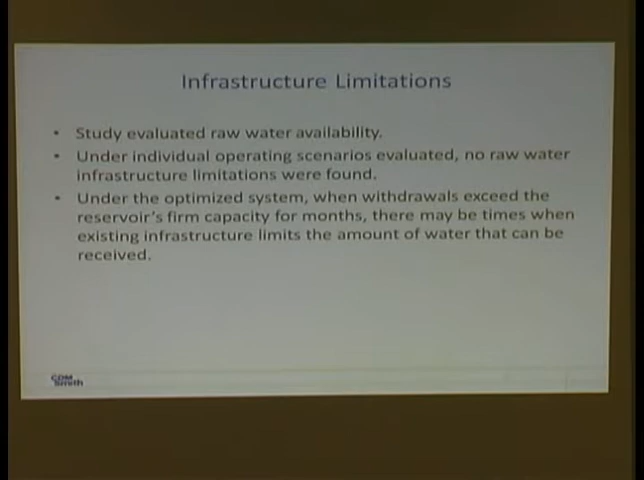 Infrastructure Limitations
• Study evaluated raw water availability.
• Under individual operating scenarios evaluated, no raw water
infrastructure limitations were found.
• Under the optimized system, when withdrawals exceed the
reservoir's firm capacity for months, there may be times when
existing infrastructure limits the amount of water that can be
received.
CDM
Smith